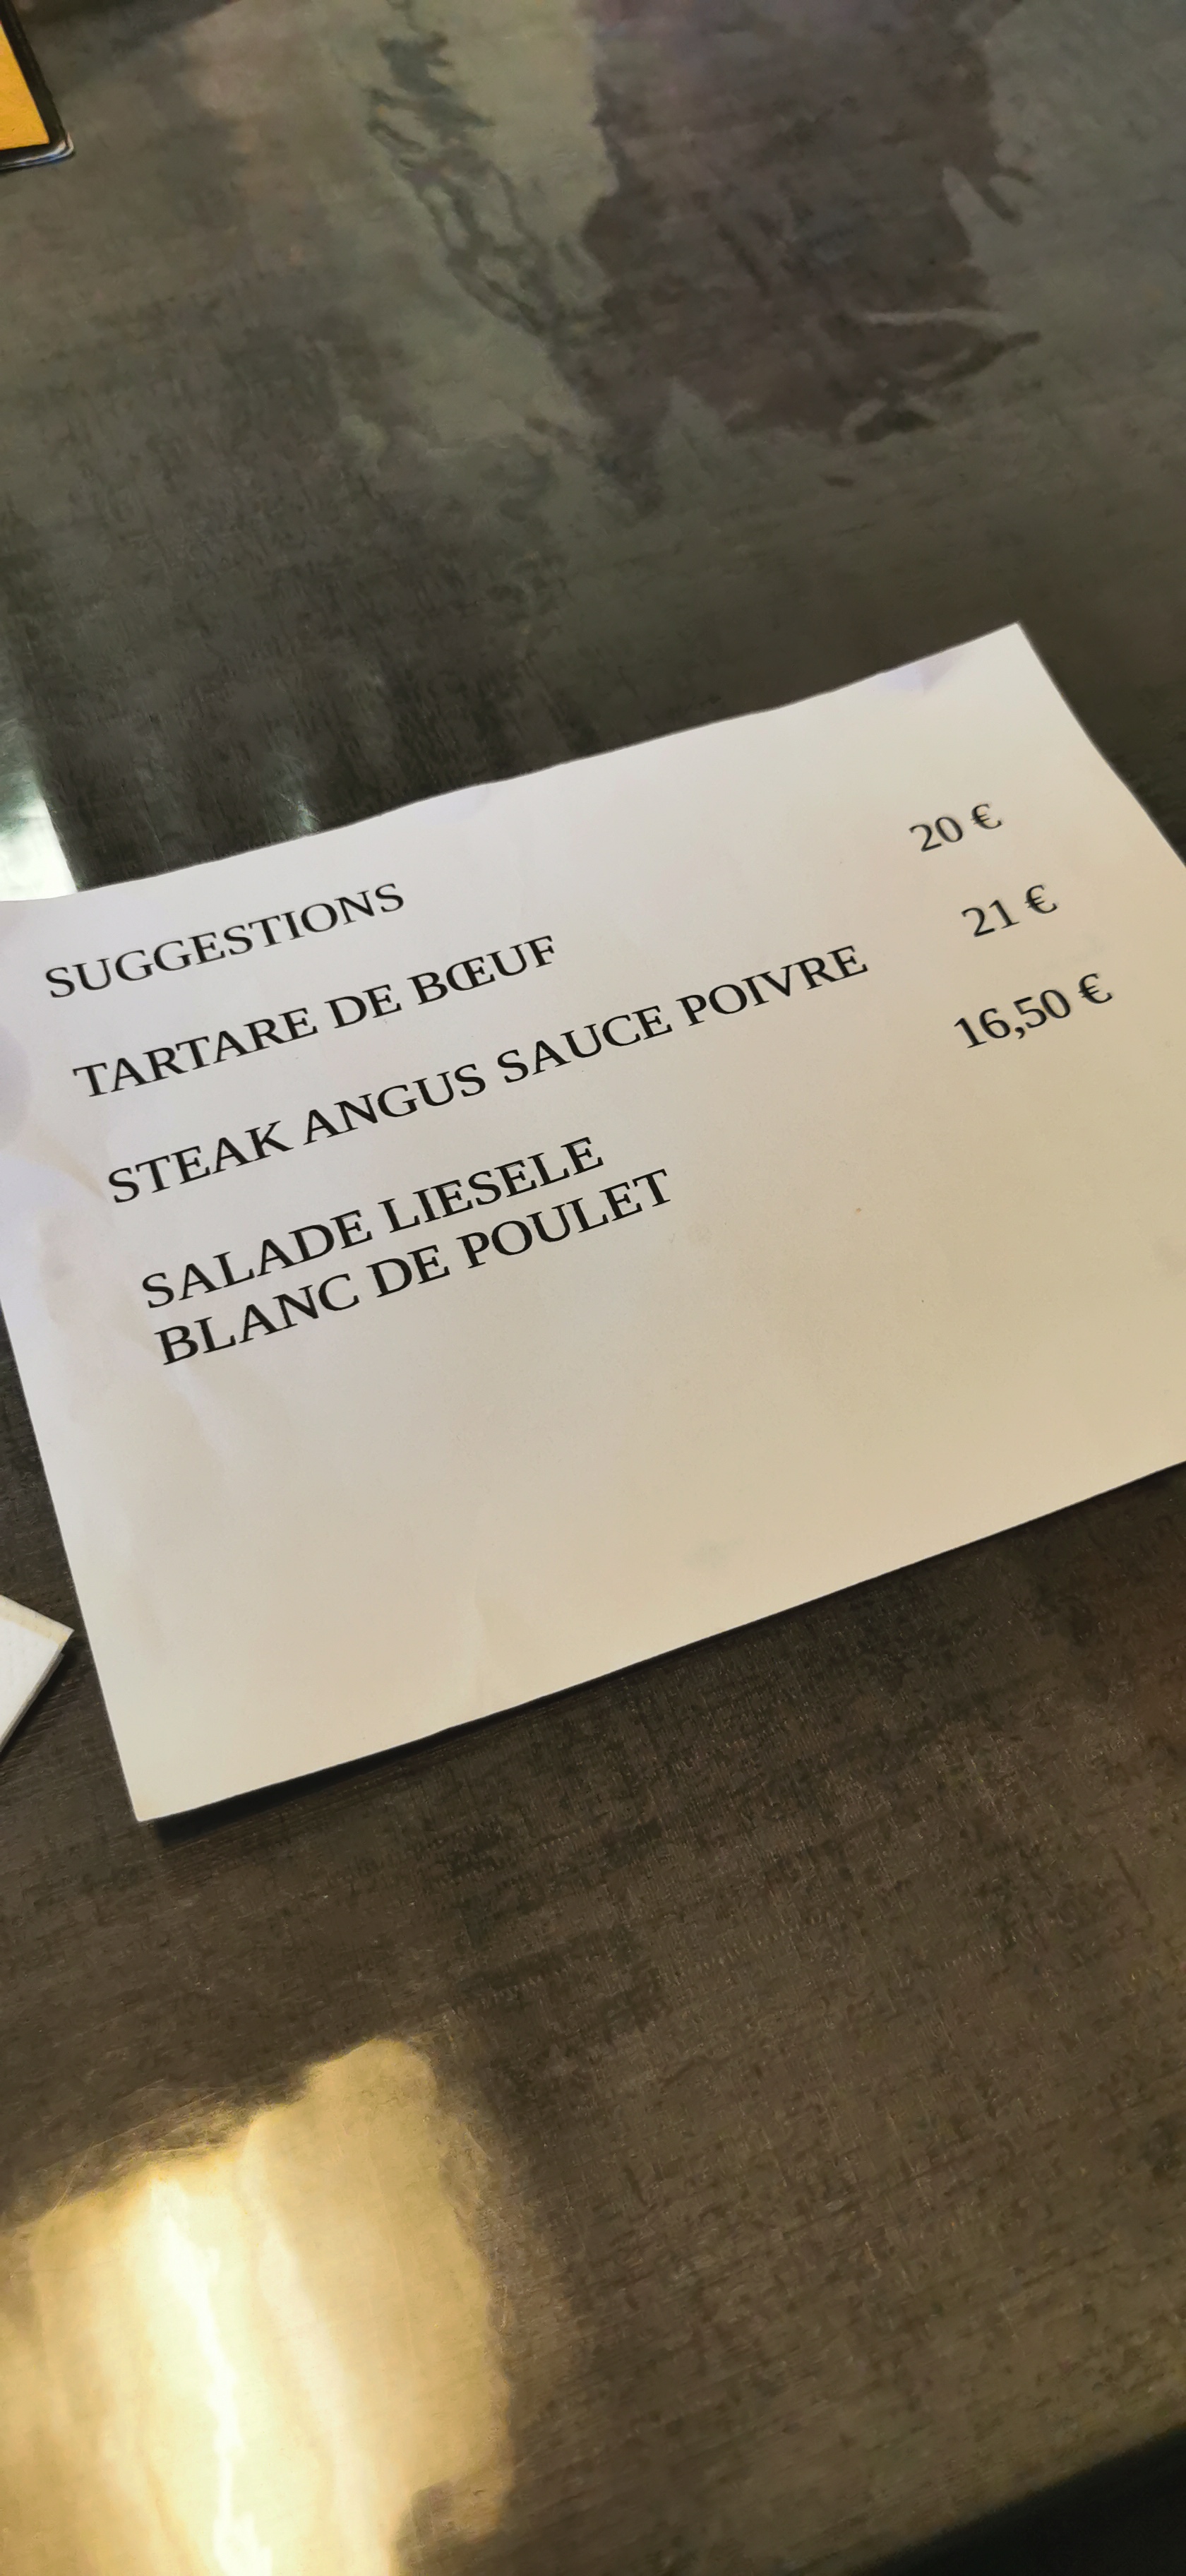 SUGGESTIONS
TARTARE DE BŒUF 20 €
STEAK ANGUS SAUCE POIVRE 21 €
SALADE LIESELE 16,50 €
BLANC DE POULET